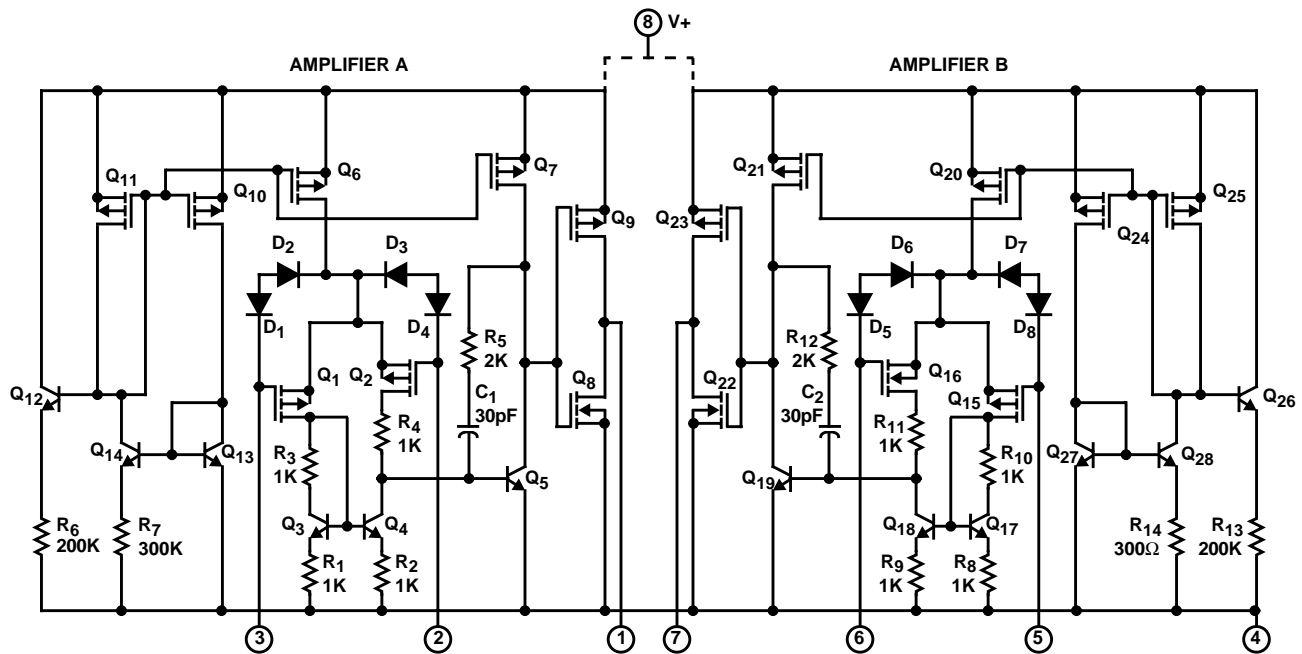 8 V+
AMPLIFIER A
AMPLIFIER B
Q11
Q10
Q6
Q7
Q9
Q21
Q23
Q20
Q24
Q25
D2
D3
D1
D4
D6
D7
D5
D8
R5
2K
R12
2K
Q12
Q1
Q2
C1
30pF
Q8
Q22
C2
30pF
Q16
Q15
Q26
Q14
Q13
R3
1K
R4
1K
Q5
Q19
R11
1K
R10
1K
Q27
Q28
R6
200K
R7
300K
Q3
Q4
R1
1K
R2
1K
Q18
Q17
R9
1K
R8
1K
R14
300Ω
R13
200K
3
2
1
7
6
5
4